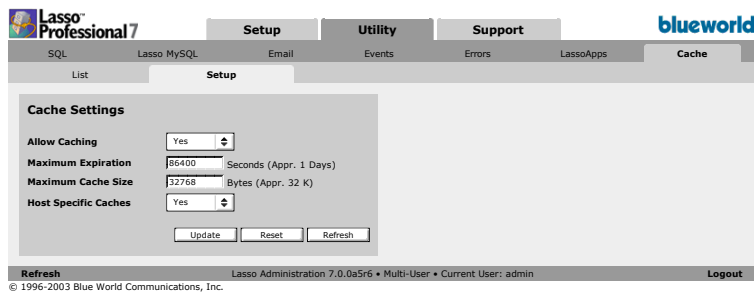 Lasso™
Professional 7
Setup Utility Support
blueworld
SQL Lasso MySQL Email Events Errors LassoApps Cache
List Setup
Cache Settings
Allow Caching Yes
Maximum Expiration 86400 Seconds (Appr. 1 Days)
Maximum Cache Size 32768 Bytes (Appr. 32 K)
Host Specific Caches Yes
Update Reset Refresh
Refresh Lasso Administration 7.0.0a5r6 • Multi-User • Current User: admin Logout
© 1996-2003 Blue World Communications, Inc.